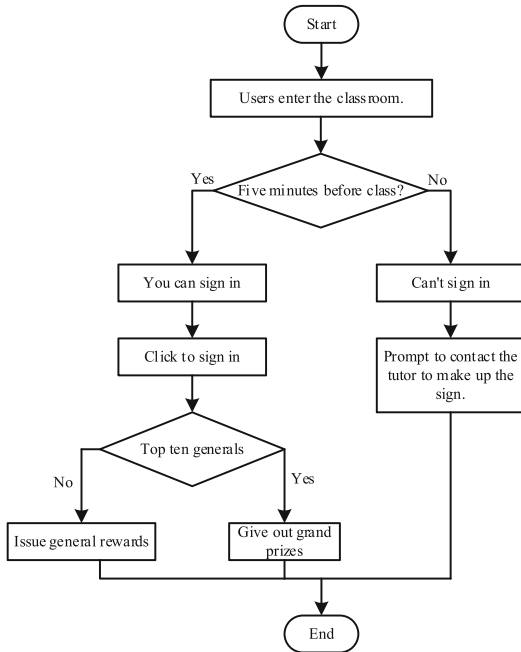 Start
Users enter the classroom.
Five minutes before class?
Yes
No
You can sign in
Can't sign in
Click to sign in
Prompt to contact the
tutor to make up the
sign.
Top ten generals
No
Yes
Issue general rewards
Give out grand
prizes
End